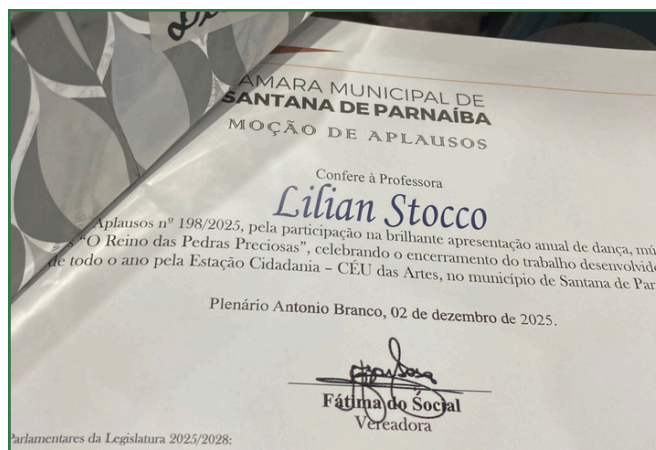 ÂMARA MUNICIPAL DE
SANTANA DE PARNAÍBA
MOÇÃO DE APLAUSOS
Confere à Professora
Lilian Stocco
Aplausos nº 198/2025, pela participação na brilhante apresentação anual de dança, mú
"O Reino das Pedras Preciosas", celebrando o encerramento do trabalho desenvolvid
de todo o ano pela Estação Cidadania – CÉU das Artes, no município de Santana de Par
Plenário Antonio Branco, 02 de dezembro de 2025.
Fátima do Social
Vereadora
Parlamentares da Legislatura 2025/2028: